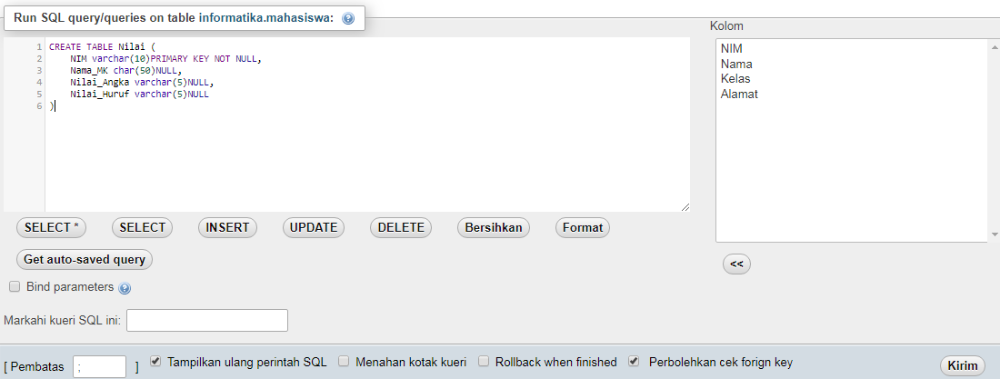 Run SQL query/queries on table informatika.mahasiswa:
Kolom
1 CREATE TABLE Nilai (
2 NIM varchar(10)PRIMARY KEY NOT NULL,
3 Nama_MK char(50)NULL,
4 Nilai_Angka varchar(5)NULL,
5 Nilai_Huruf varchar(5)NULL
6 )
NIM
Nama
Kelas
Alamat
SELECT * SELECT INSERT UPDATE DELETE Bersihkan Format
Get auto-saved query
<<
Bind parameters
Markahi kueri SQL ini:
[ Pembatas ; ] Tampilkan ulang perintah SQL Menahan kotak kueri Rollback when finished Perbolehkan cek forign key Kirim